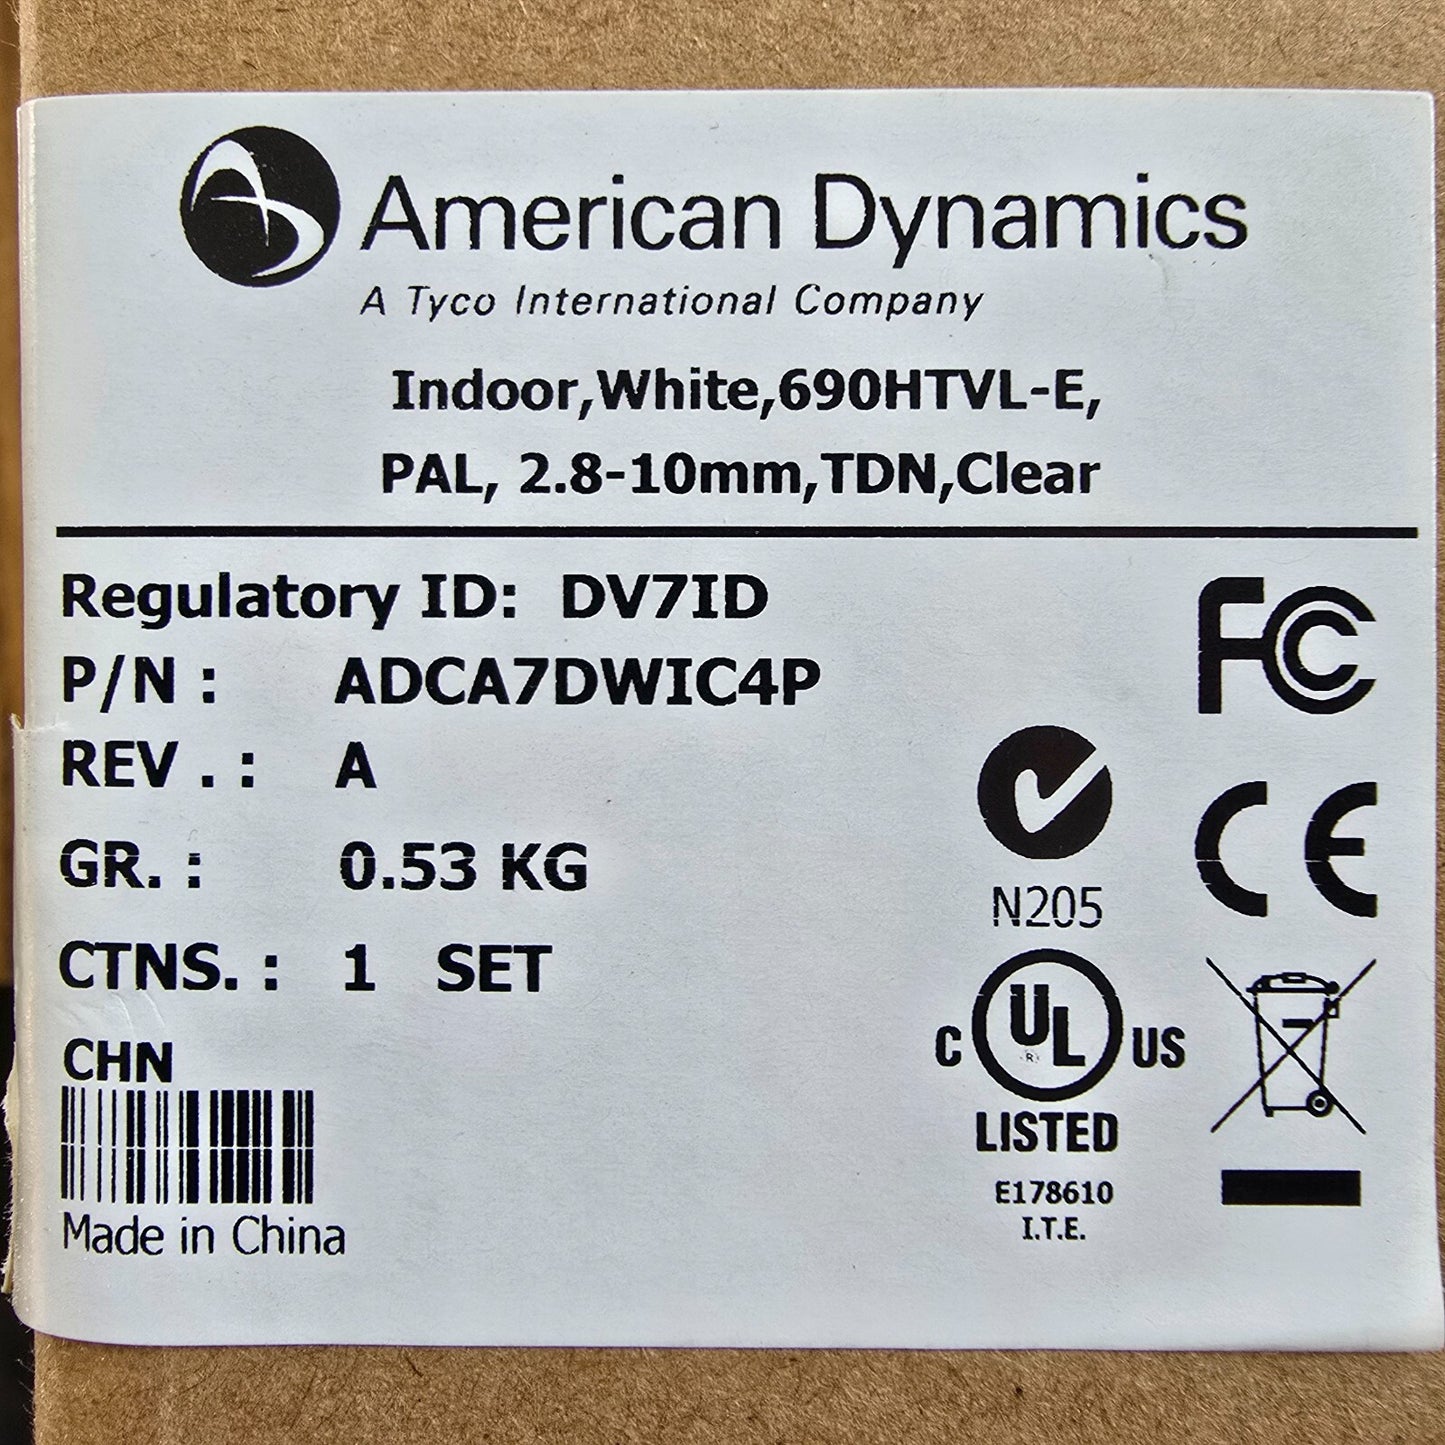 American Dynamics
A Tyco International Company
Indoor,White,690HTVL-E,
PAL, 2.8-10mm,TDN,Clear
Regulatory ID: DV7ID
P/N : ADCA7DWIC4P
REV . : A
GR. : 0.53 KG
CTNS. : 1 SET
CHN
Made in China
FC
CE
N205
C UL US
®
LISTED
E178610
I.T.E.